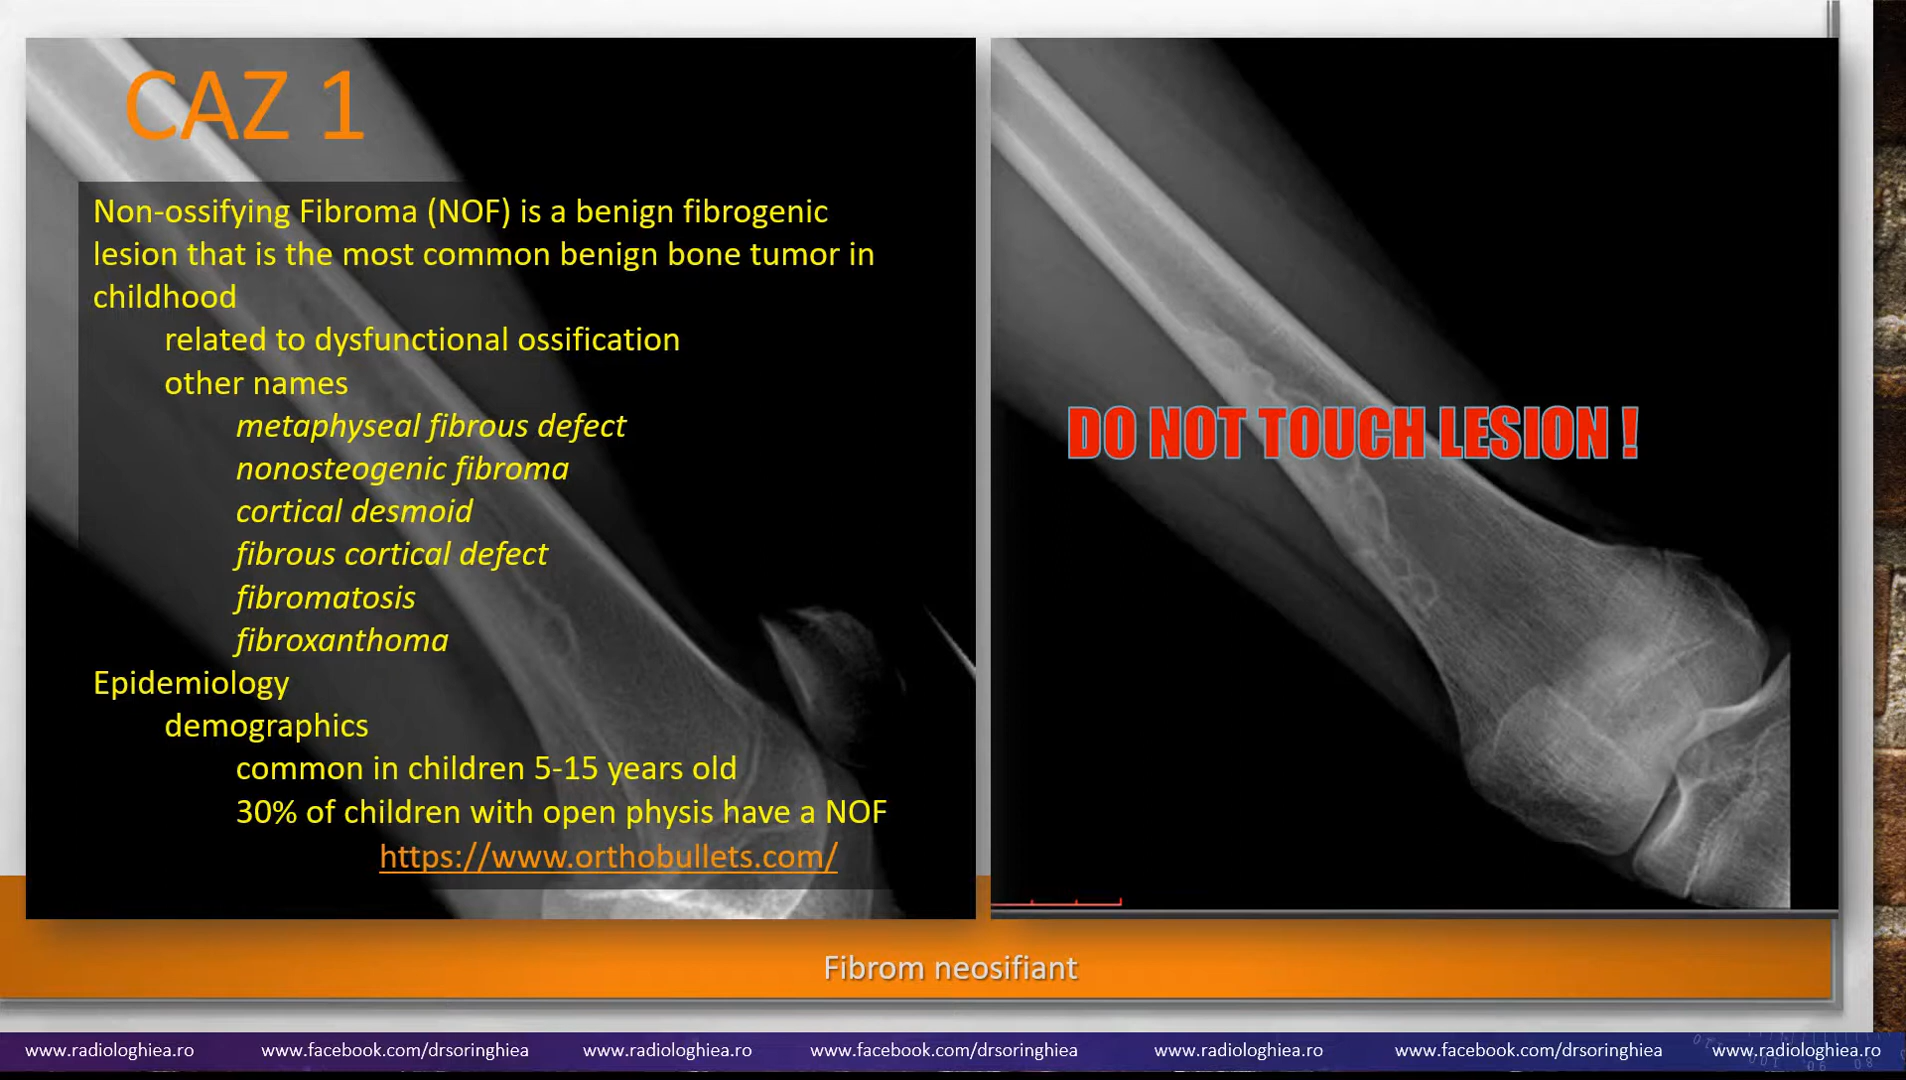 CAZ 1
Non-ossifying Fibroma (NOF) is a benign fibrogenic
lesion that is the most common benign bone tumor in
childhood
related to dysfunctional ossification
other names
metaphyseal fibrous defect
nonosteogenic fibroma
cortical desmoid
fibrous cortical defect
fibromatosis
fibroxanthoma
Epidemiology
demographics
common in children 5-15 years old
30% of children with open physis have a NOF
https://www.orthobullets.com/
DO NOT TOUCH LESION !
Fibrom neosifiant
www.radiologhiea.ro www.facebook.com/drsoringhiea www.radiologhiea.ro www.facebook.com/drsoringhiea www.radiologhiea.ro www.facebook.com/drsoringhiea www.radiologhiea.ro